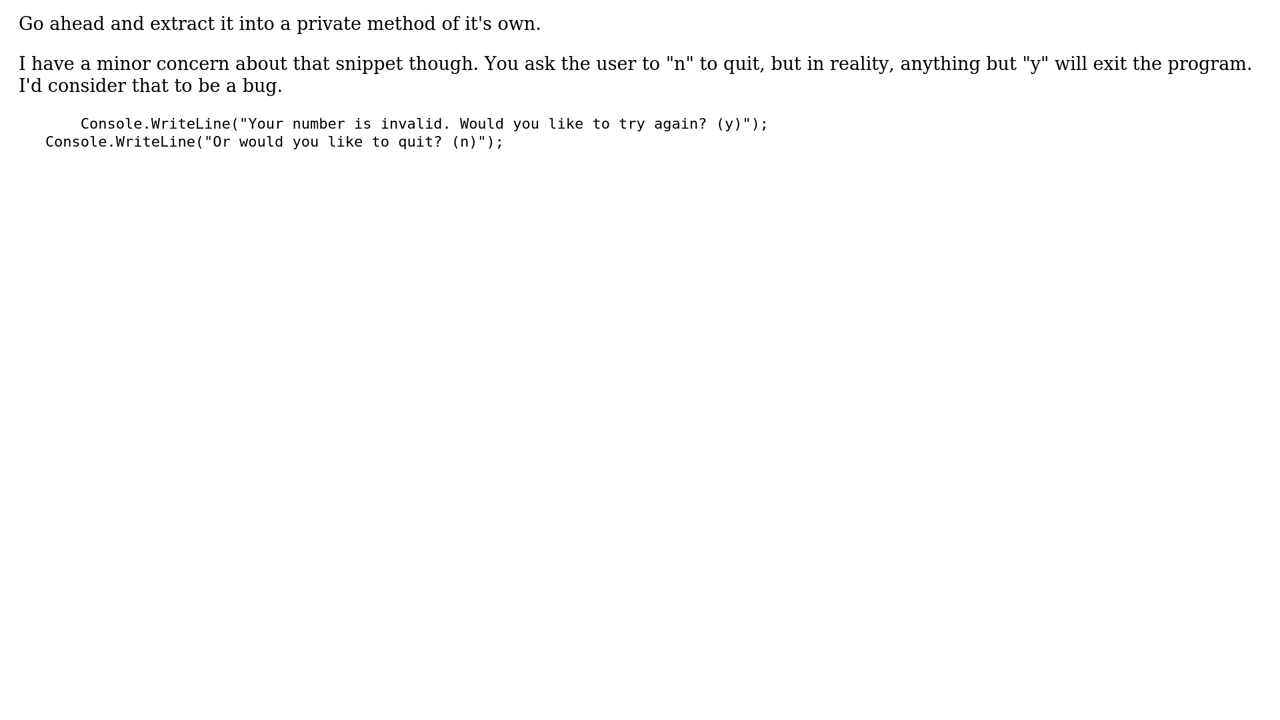 Go ahead and extract it into a private method of it's own.
I have a minor concern about that snippet though. You ask the user to "n" to quit, but in reality, anything but "y" will exit the program.
I'd consider that to be a bug.
Console.WriteLine("Your number is invalid. Would you like to try again? (y)");
Console.WriteLine("Or would you like to quit? (n)");